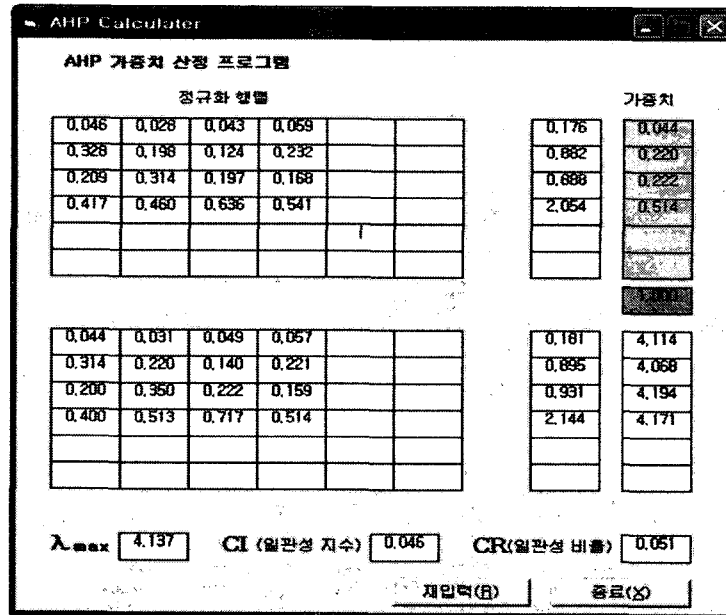 AHP Calculater
AHP 가중치 산정 프로그램
정규화 행렬 가중치
0.046 0.028 0.043 0.059 0.176 0.044
0.328 0.198 0.124 0.232 0.882 0.220
0.209 0.314 0.197 0.168 0.888 0.222
0.417 0.460 0.636 0.541 2.054 0.514
1.000
0.044 0.031 0.049 0.057 0.181 4.114
0.314 0.220 0.140 0.221 0.895 4.068
0.200 0.350 0.222 0.159 0.931 4.194
0.400 0.513 0.717 0.514 2.144 4.171
λmax 4.137 CI (일관성 지수) 0.046 CR(일관성 비율) 0.051
재입력(R) 종료(X)